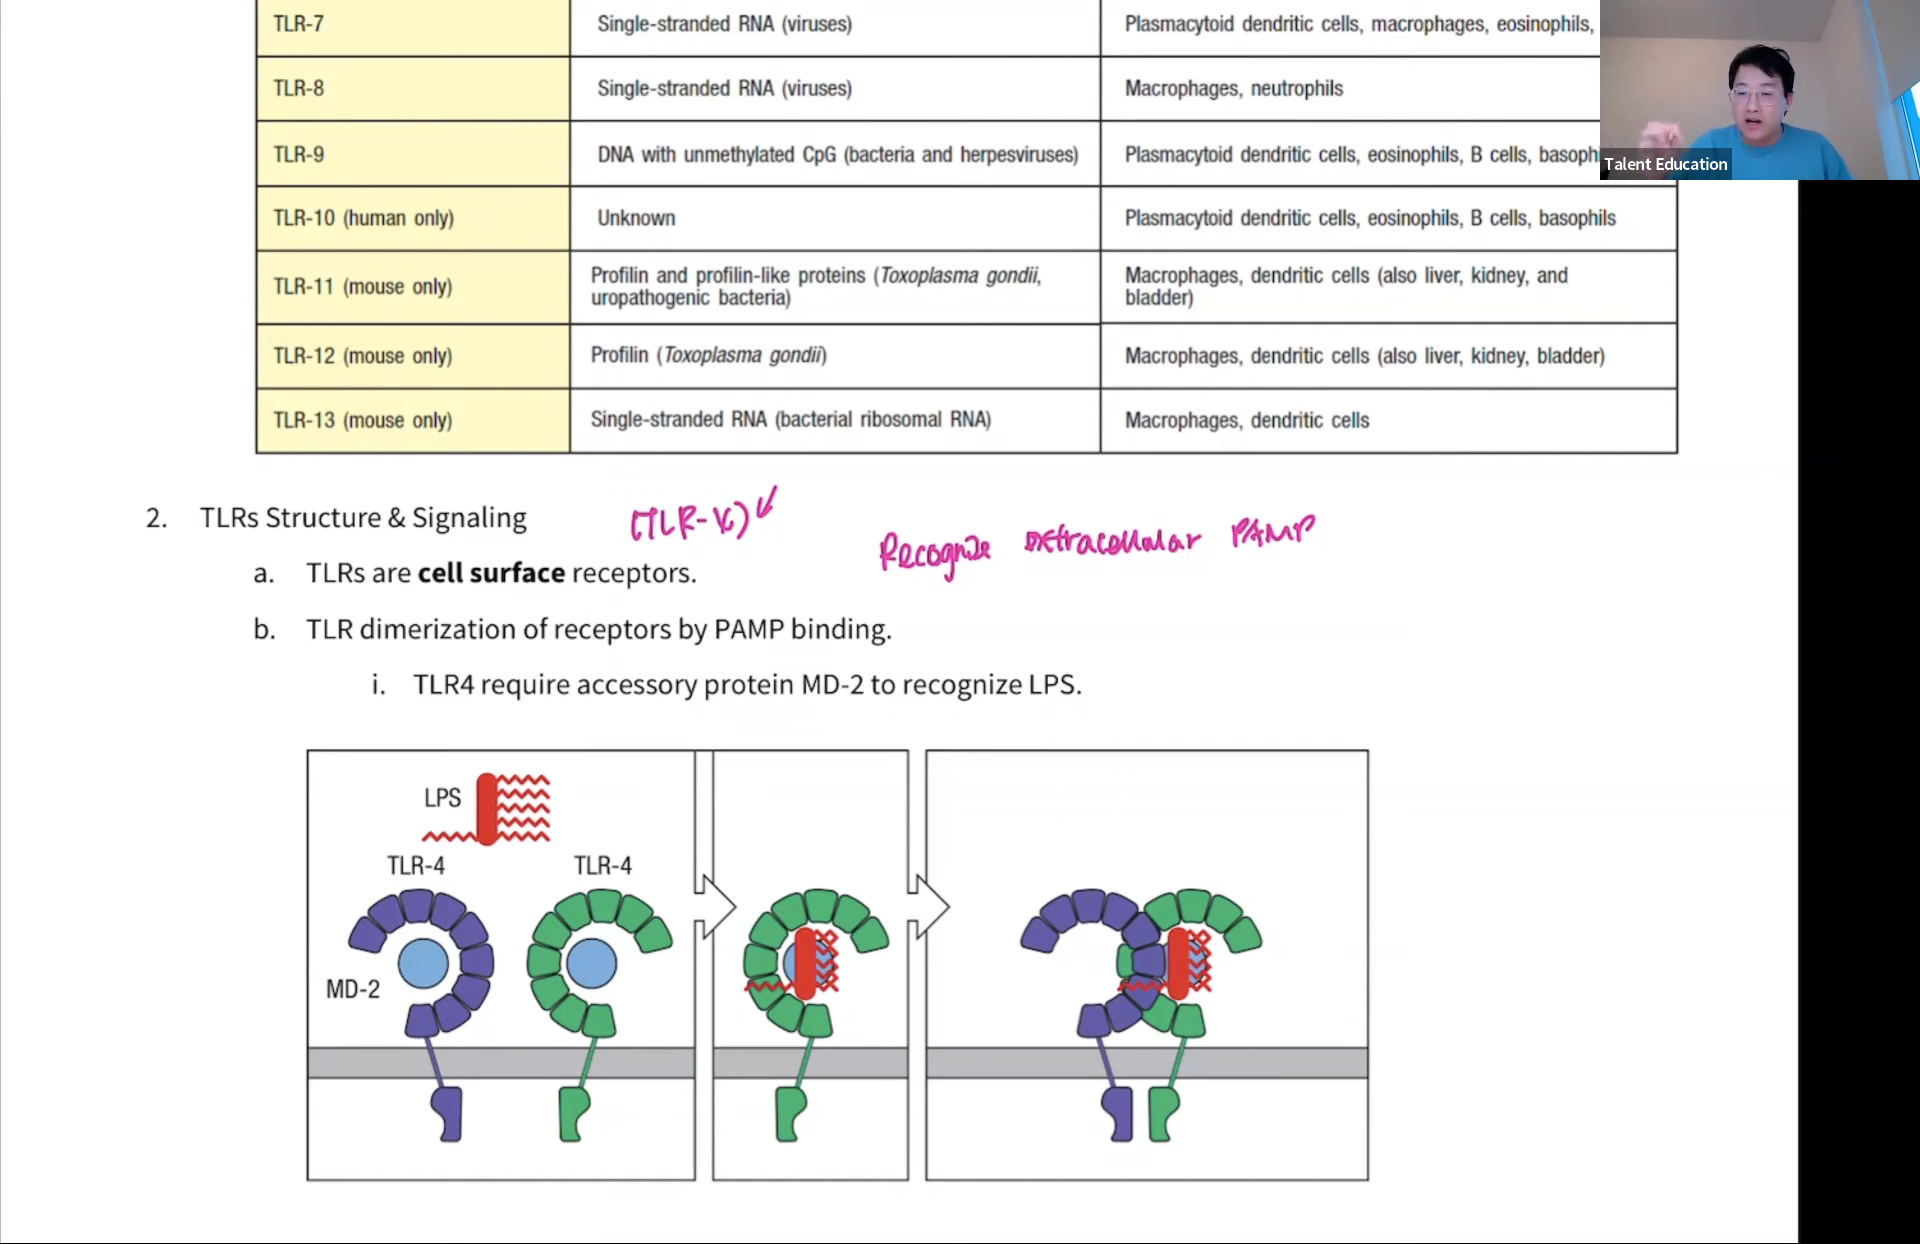 TLR-7 Single-stranded RNA (viruses) Plasmacytoid dendritic cells, macrophages, eosinophils,
TLR-8 Single-stranded RNA (viruses) Macrophages, neutrophils
TLR-9 DNA with unmethylated CpG (bacteria and herpesviruses) Plasmacytoid dendritic cells, eosinophils, B cells, basoph
Talent Education
TLR-10 (human only) Unknown Plasmacytoid dendritic cells, eosinophils, B cells, basophils
TLR-11 (mouse only) Profilin and profilin-like proteins (Toxoplasma gondii, Macrophages, dendritic cells (also liver, kidney, and
uropathogenic bacteria) bladder)
TLR-12 (mouse only) Profilin (Toxoplasma gondii) Macrophages, dendritic cells (also liver, kidney, bladder)
TLR-13 (mouse only) Single-stranded RNA (bacterial ribosomal RNA) Macrophages, dendritic cells
2. TLRs Structure & Signaling
Recognize extracellular PAMP
a. TLRs are cell surface receptors.
b. TLR dimerization of receptors by PAMP binding.
i. TLR4 require accessory protein MD-2 to recognize LPS.
LPS
TLR-4 TLR-4
MD-2